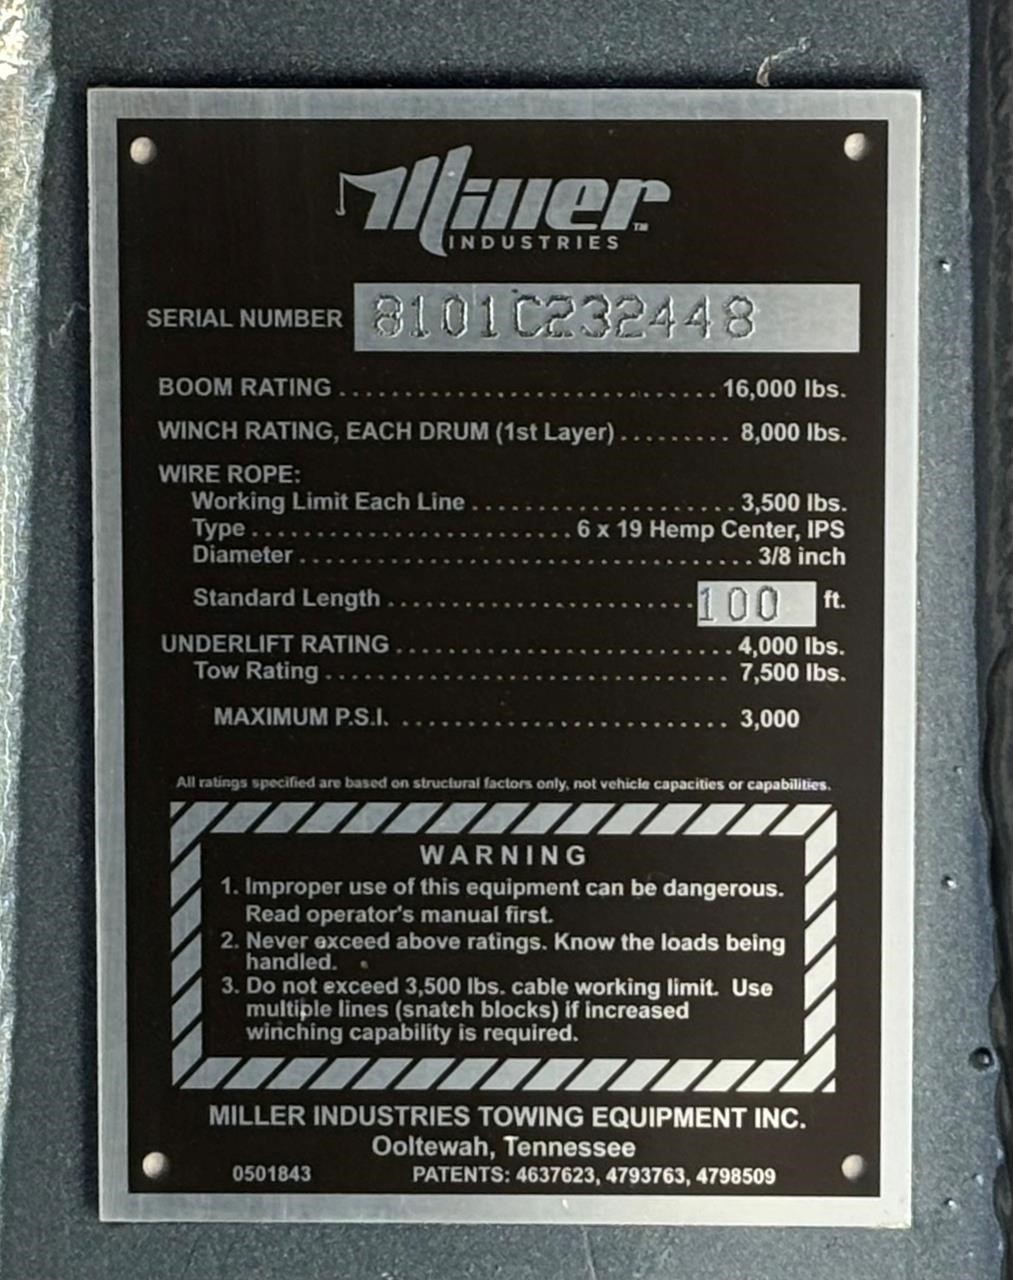 Miller™
INDUSTRIES
SERIAL NUMBER 8101C232448
BOOM RATING 16,000 lbs.
WINCH RATING, EACH DRUM (1st Layer) 8,000 lbs.
WIRE ROPE:
Working Limit Each Line 3,500 lbs.
Type 6 x 19 Hemp Center, IPS
Diameter 3/8 inch
Standard Length 100 ft.
UNDERLIFT RATING 4,000 lbs.
Tow Rating 7,500 lbs.
MAXIMUM P.S.I. 3,000
All ratings specified are based on structural factors only, not vehicle capacities or capabilities.
WARNING
1. Improper use of this equipment can be dangerous.
Read operator's manual first.
2. Never exceed above ratings. Know the loads being
handled.
3. Do not exceed 3,500 lbs. cable working limit. Use
multiple lines (snatch blocks) if increased
winching capability is required.
MILLER INDUSTRIES TOWING EQUIPMENT INC.
Ooltewah, Tennessee
0501843 PATENTS: 4637623, 4793763, 4798509